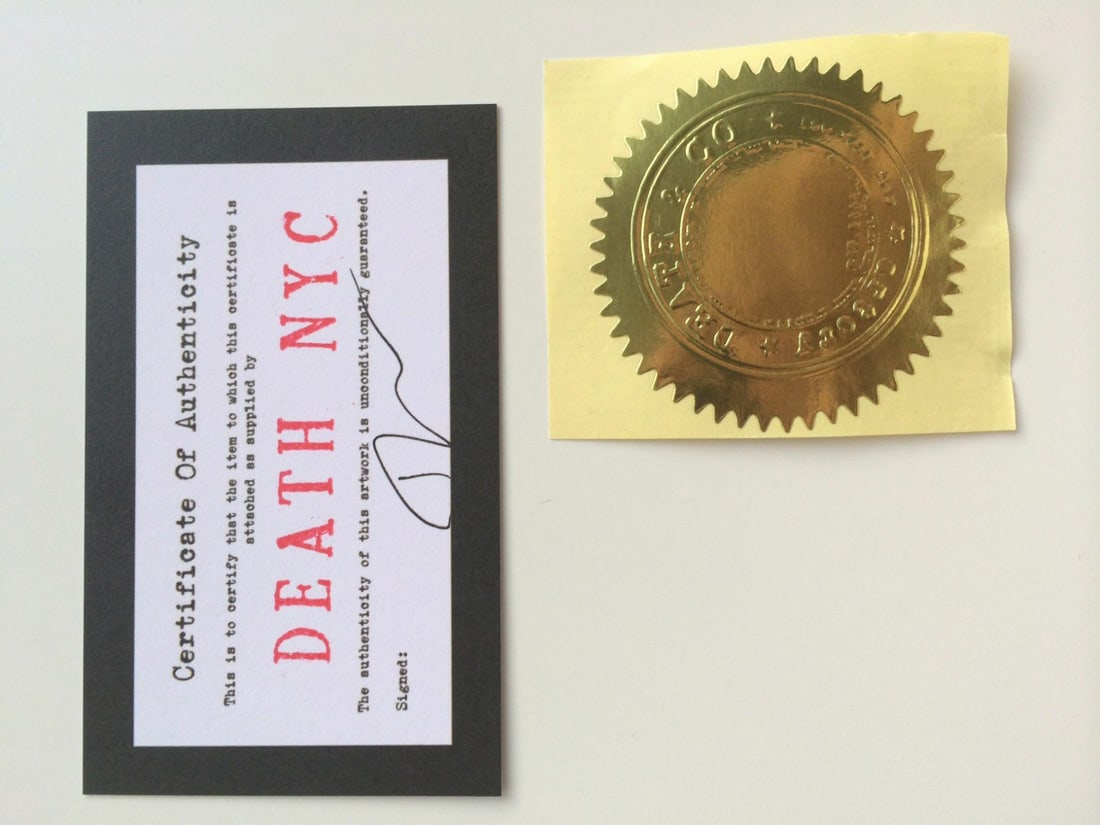 Certificate Of Authenticity
This is to certify that the item to which this certificate is
attached as supplied by
DEATH NYC
The authenticity of this artwork is unconditionally guaranteed.
Signed:
& CO